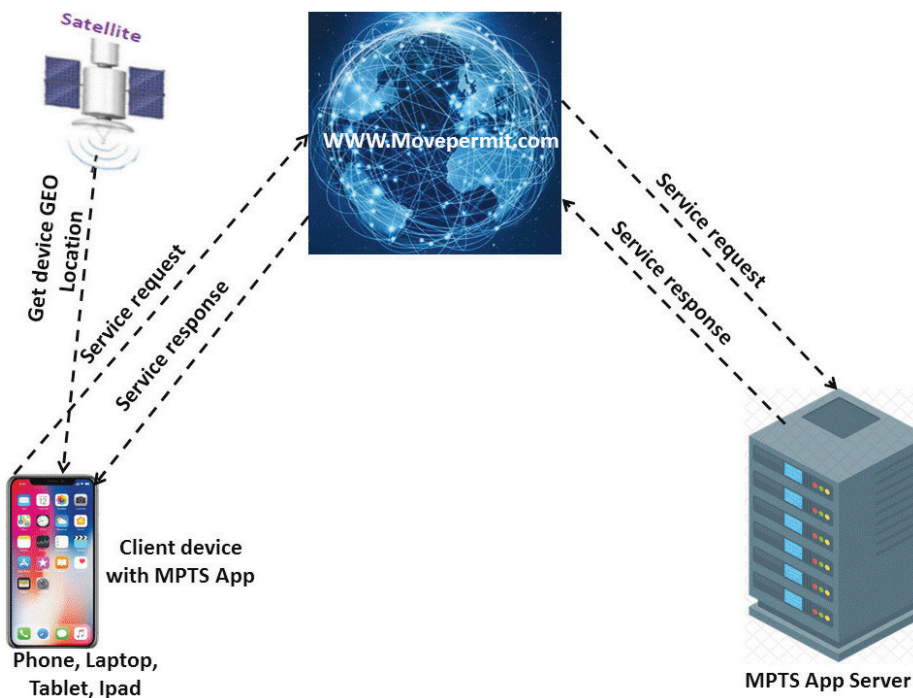 Satellite
WWW.Movepermit.com
Get device GEO
Location
Service request
Service response
Service request
Service response
Client device
with MPTS App
Phone, Laptop,
Tablet, Ipad
MPTS App Server